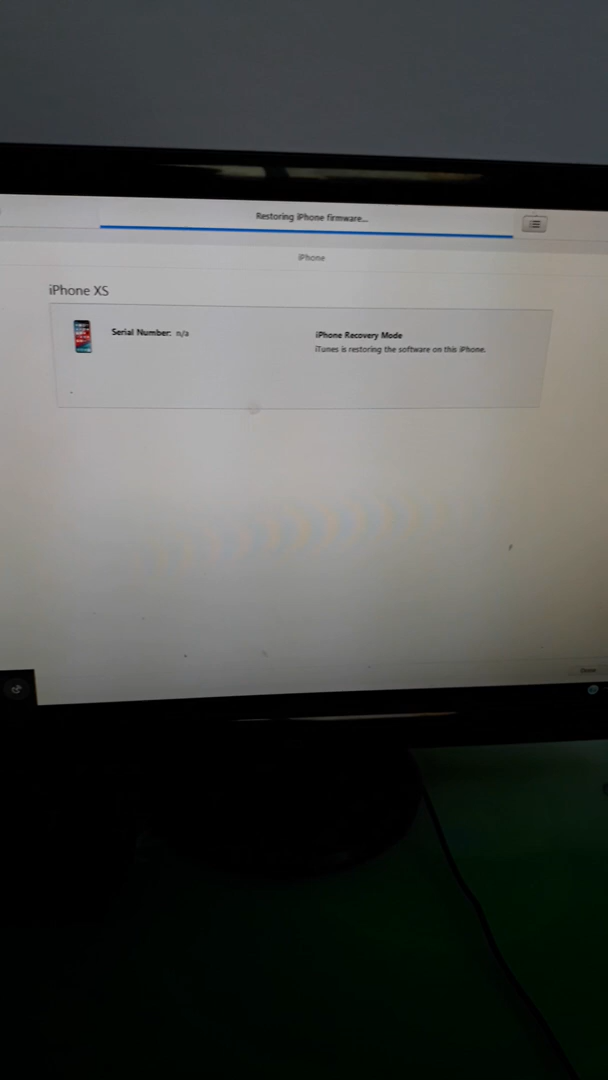 Restoring iPhone firmware...
iPhone
iPhone XS
Serial Number: n/a
iPhone Recovery Mode
iTunes is restoring the software on this iPhone.